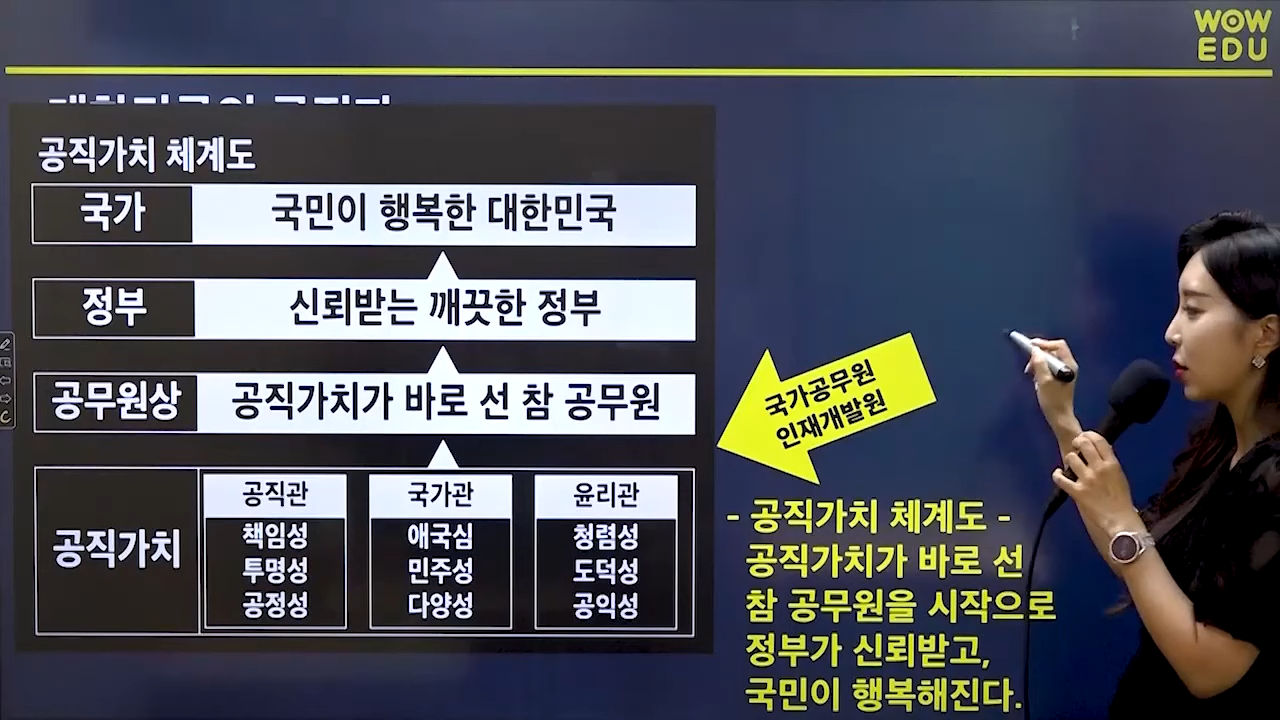 WOW
EDU
공직가치 체계도
국가
국민이 행복한 대한민국
정부
신뢰받는 깨끗한 정부
공무원상
공직가치가 바로 선 참 공무원
공직가치
공직관
책임성
투명성
공정성
국가관
애국심
민주성
다양성
윤리관
청렴성
도덕성
공익성
국가공무원
인재개발원
- 공직가치 체계도 -
공직가치가 바로 선
참 공무원을 시작으로
정부가 신뢰받고,
국민이 행복해진다.